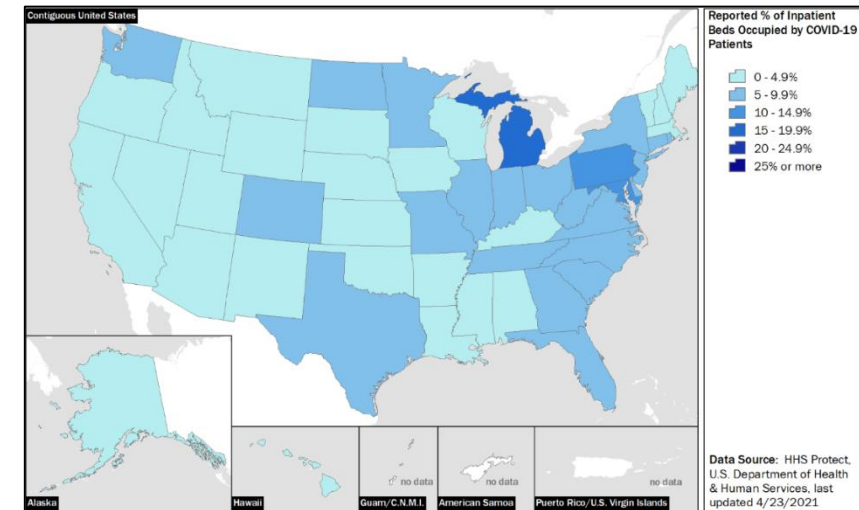 Contiguous United States
Reported % of Inpatient
Beds Occupied by COVID-19
Patients
0 - 4.9%
5 - 9.9%
10 - 14.9%
15 - 19.9%
20 - 24.9%
25% or more
no data
no data
no data
Alaska
Hawaii
Guam/C.N.M.I.
American Samoa
Puerto Rico/U.S. Virgin Islands
Data Source: HHS Protect,
U.S. Department of Health
& Human Services, last
updated 4/23/2021